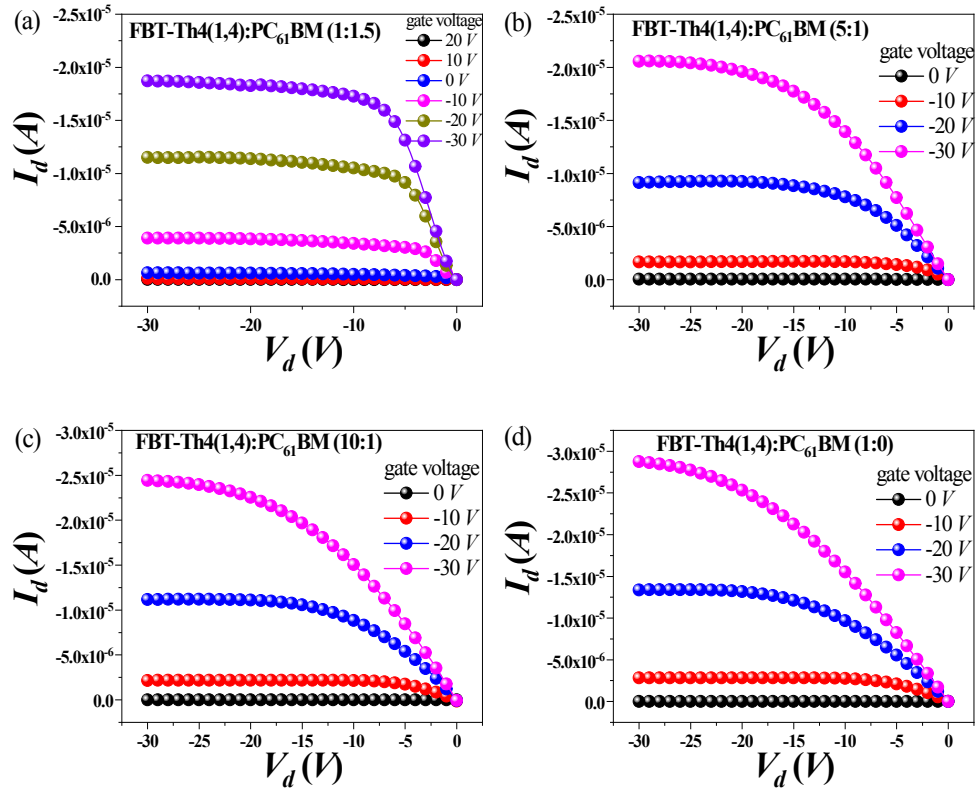 (a)
FBT-Th4(1,4):PC₆₁BM (1:1.5)
gate voltage
20 V
10 V
0 V
-10 V
-20 V
-30 V
-2.5x10⁻⁵
-2.0x10⁻⁵
-1.5x10⁻⁵
-1.0x10⁻⁵
-5.0x10⁻⁶
0.0
I_d (A)
-30
-20
-10
0
V_d (V)
(b)
FBT-Th4(1,4):PC₆₁BM (5:1)
gate voltage
0 V
-10 V
-20 V
-30 V
-2.5x10⁻⁵
-2.0x10⁻⁵
-1.5x10⁻⁵
-1.0x10⁻⁵
-5.0x10⁻⁶
0.0
I_d (A)
-30
-25
-20
-15
-10
-5
0
V_d (V)
(c)
FBT-Th4(1,4):PC₆₁BM (10:1)
gate voltage
0 V
-10 V
-20 V
-30 V
-3.0x10⁻⁵
-2.5x10⁻⁵
-2.0x10⁻⁵
-1.5x10⁻⁵
-1.0x10⁻⁵
-5.0x10⁻⁶
0.0
I_d (A)
-30
-25
-20
-15
-10
-5
0
V_d (V)
(d)
FBT-Th4(1,4):PC₆₁BM (1:0)
gate voltage
0 V
-10 V
-20 V
-30 V
-3.0x10⁻⁵
-2.5x10⁻⁵
-2.0x10⁻⁵
-1.5x10⁻⁵
-1.0x10⁻⁵
-5.0x10⁻⁶
0.0
I_d (A)
-30
-25
-20
-15
-10
-5
0
V_d (V)